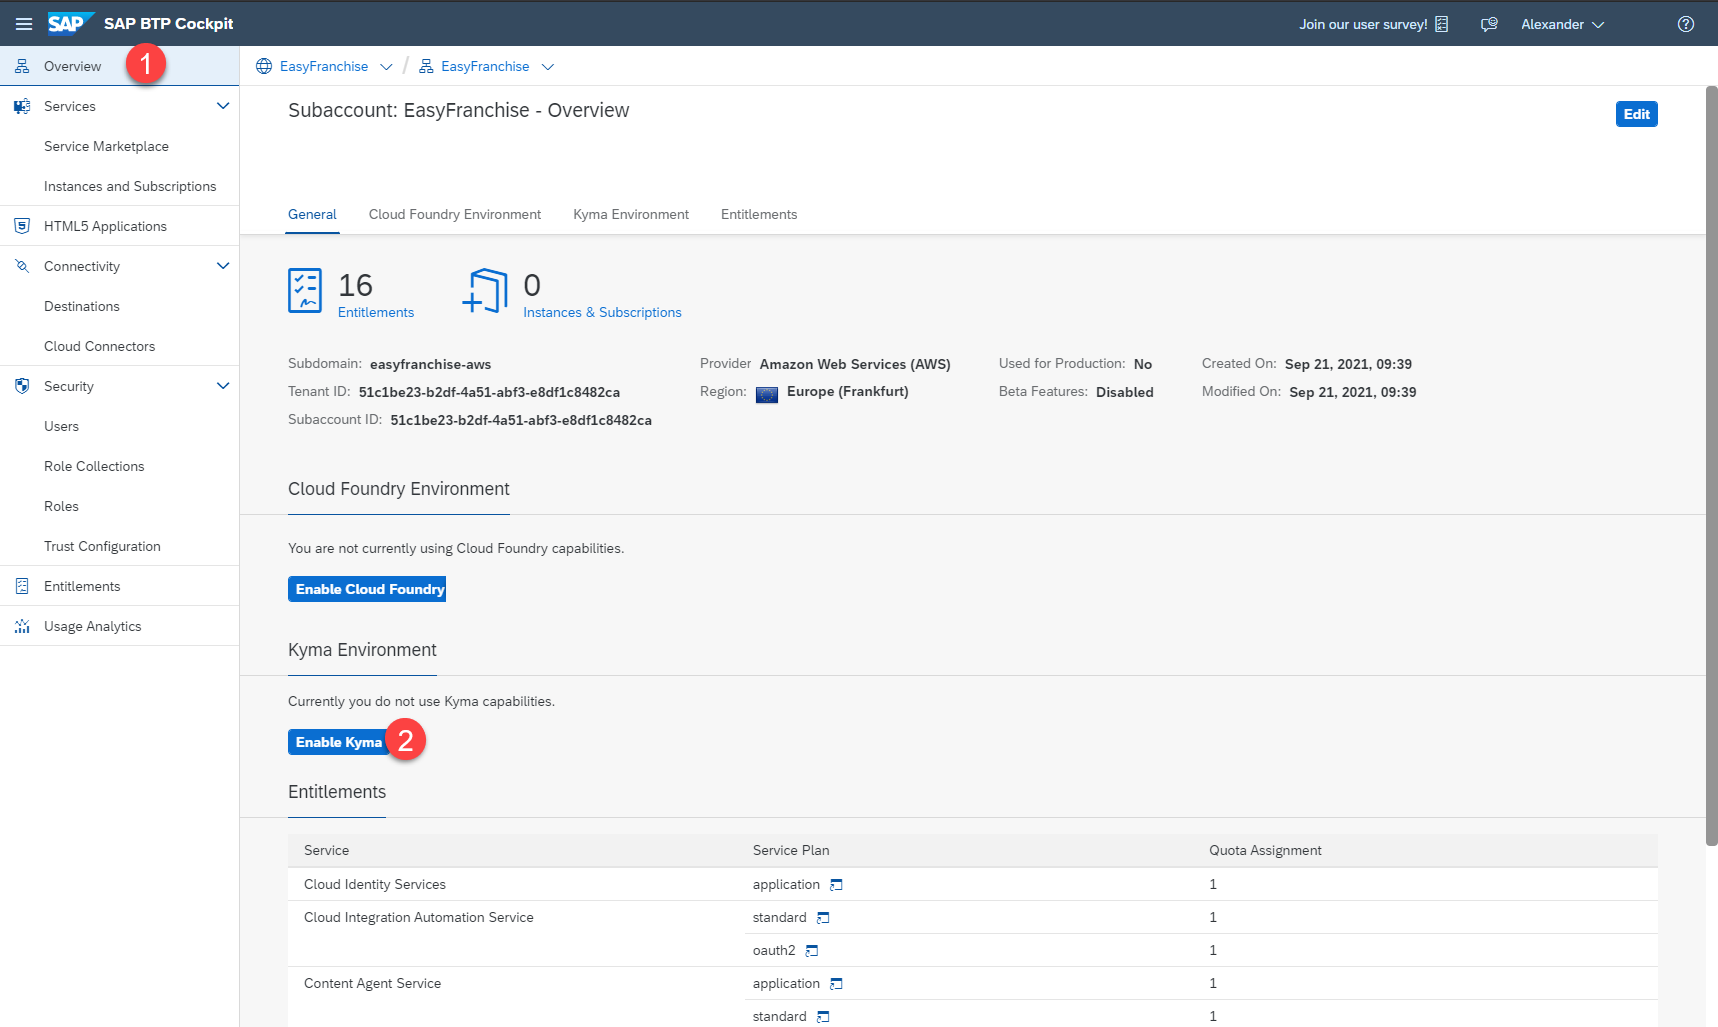 SAP SAP BTP Cockpit Join our user survey! Alexander
Overview 1 EasyFranchise / EasyFranchise
Services
Service Marketplace
Instances and Subscriptions
HTML5 Applications
Connectivity
Destinations
Cloud Connectors
Security
Users
Role Collections
Roles
Trust Configuration
Entitlements
Usage Analytics
Subaccount: EasyFranchise - Overview
Edit
General Cloud Foundry Environment Kyma Environment Entitlements
16 0
Entitlements Instances & Subscriptions
Subdomain: easyfranchise-aws Provider Amazon Web Services (AWS) Used for Production: No Created On: Sep 21, 2021, 09:39
Tenant ID: 51c1be23-b2df-4a51-abf3-e8df1c8482ca Region: Europe (Frankfurt) Beta Features: Disabled Modified On: Sep 21, 2021, 09:39
Subaccount ID: 51c1be23-b2df-4a51-abf3-e8df1c8482ca
Cloud Foundry Environment
You are not currently using Cloud Foundry capabilities.
Enable Cloud Foundry
Kyma Environment
Currently you do not use Kyma capabilities.
Enable Kyma 2
Entitlements
Service Service Plan Quota Assignment
Cloud Identity Services application 1
Cloud Integration Automation Service standard 1
oauth2 1
Content Agent Service application 1
standard 1